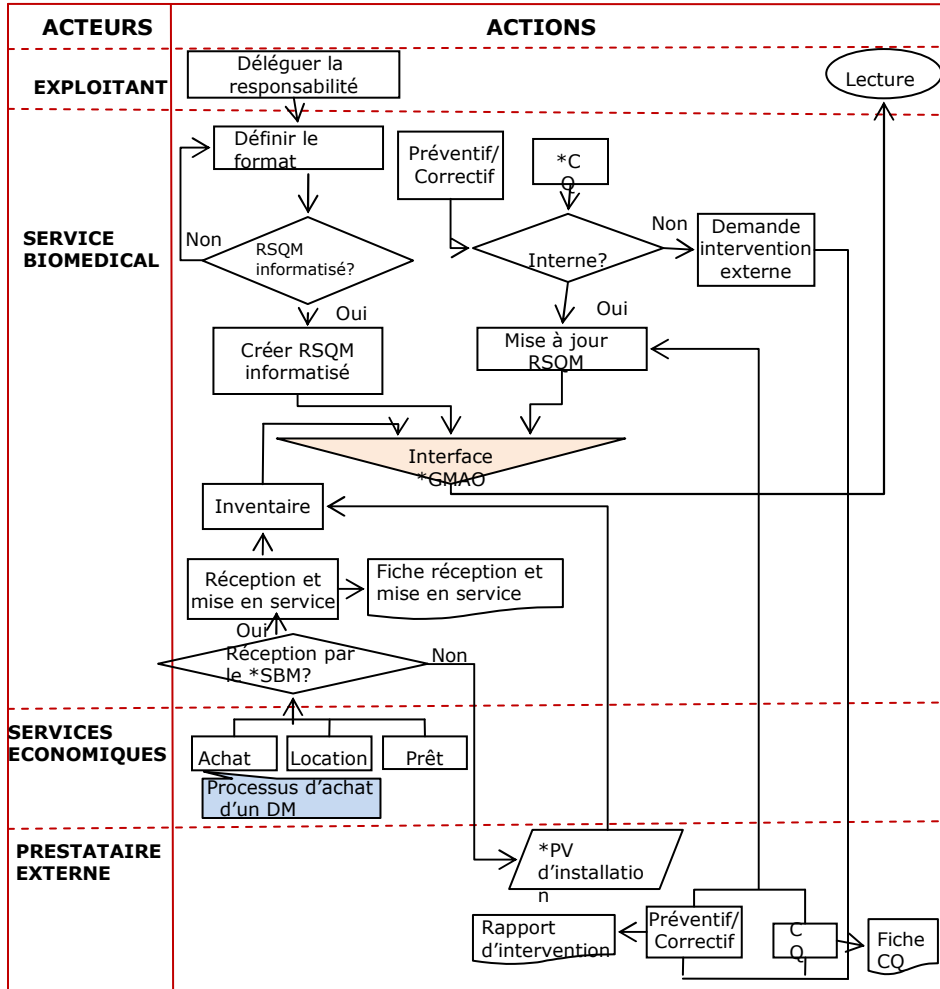 ACTEURS
ACTIONS
EXPLOITANT
Déléguer la
responsabilité
Lecture
SERVICE
BIOMEDICAL
Définir le
format
Préventif/
Correctif
*C
Q
Non
RSQM
informatisé?
Interne?
Non
Demande
intervention
externe
Oui
Oui
Créer RSQM
informatisé
Mise à jour
RSQM
Interface
*GMAO
Inventaire
Réception et
mise en service
Fiche réception et
mise en service
Oui
Réception par
le *SBM?
Non
SERVICES
ECONOMIQUES
Achat
Location
Prêt
Processus d’achat
d’un DM
PRESTATAIRE
EXTERNE
*PV
d’installatio
n
Rapport
d’intervention
Préventif/
Correctif
C
Q
Fiche
CQ